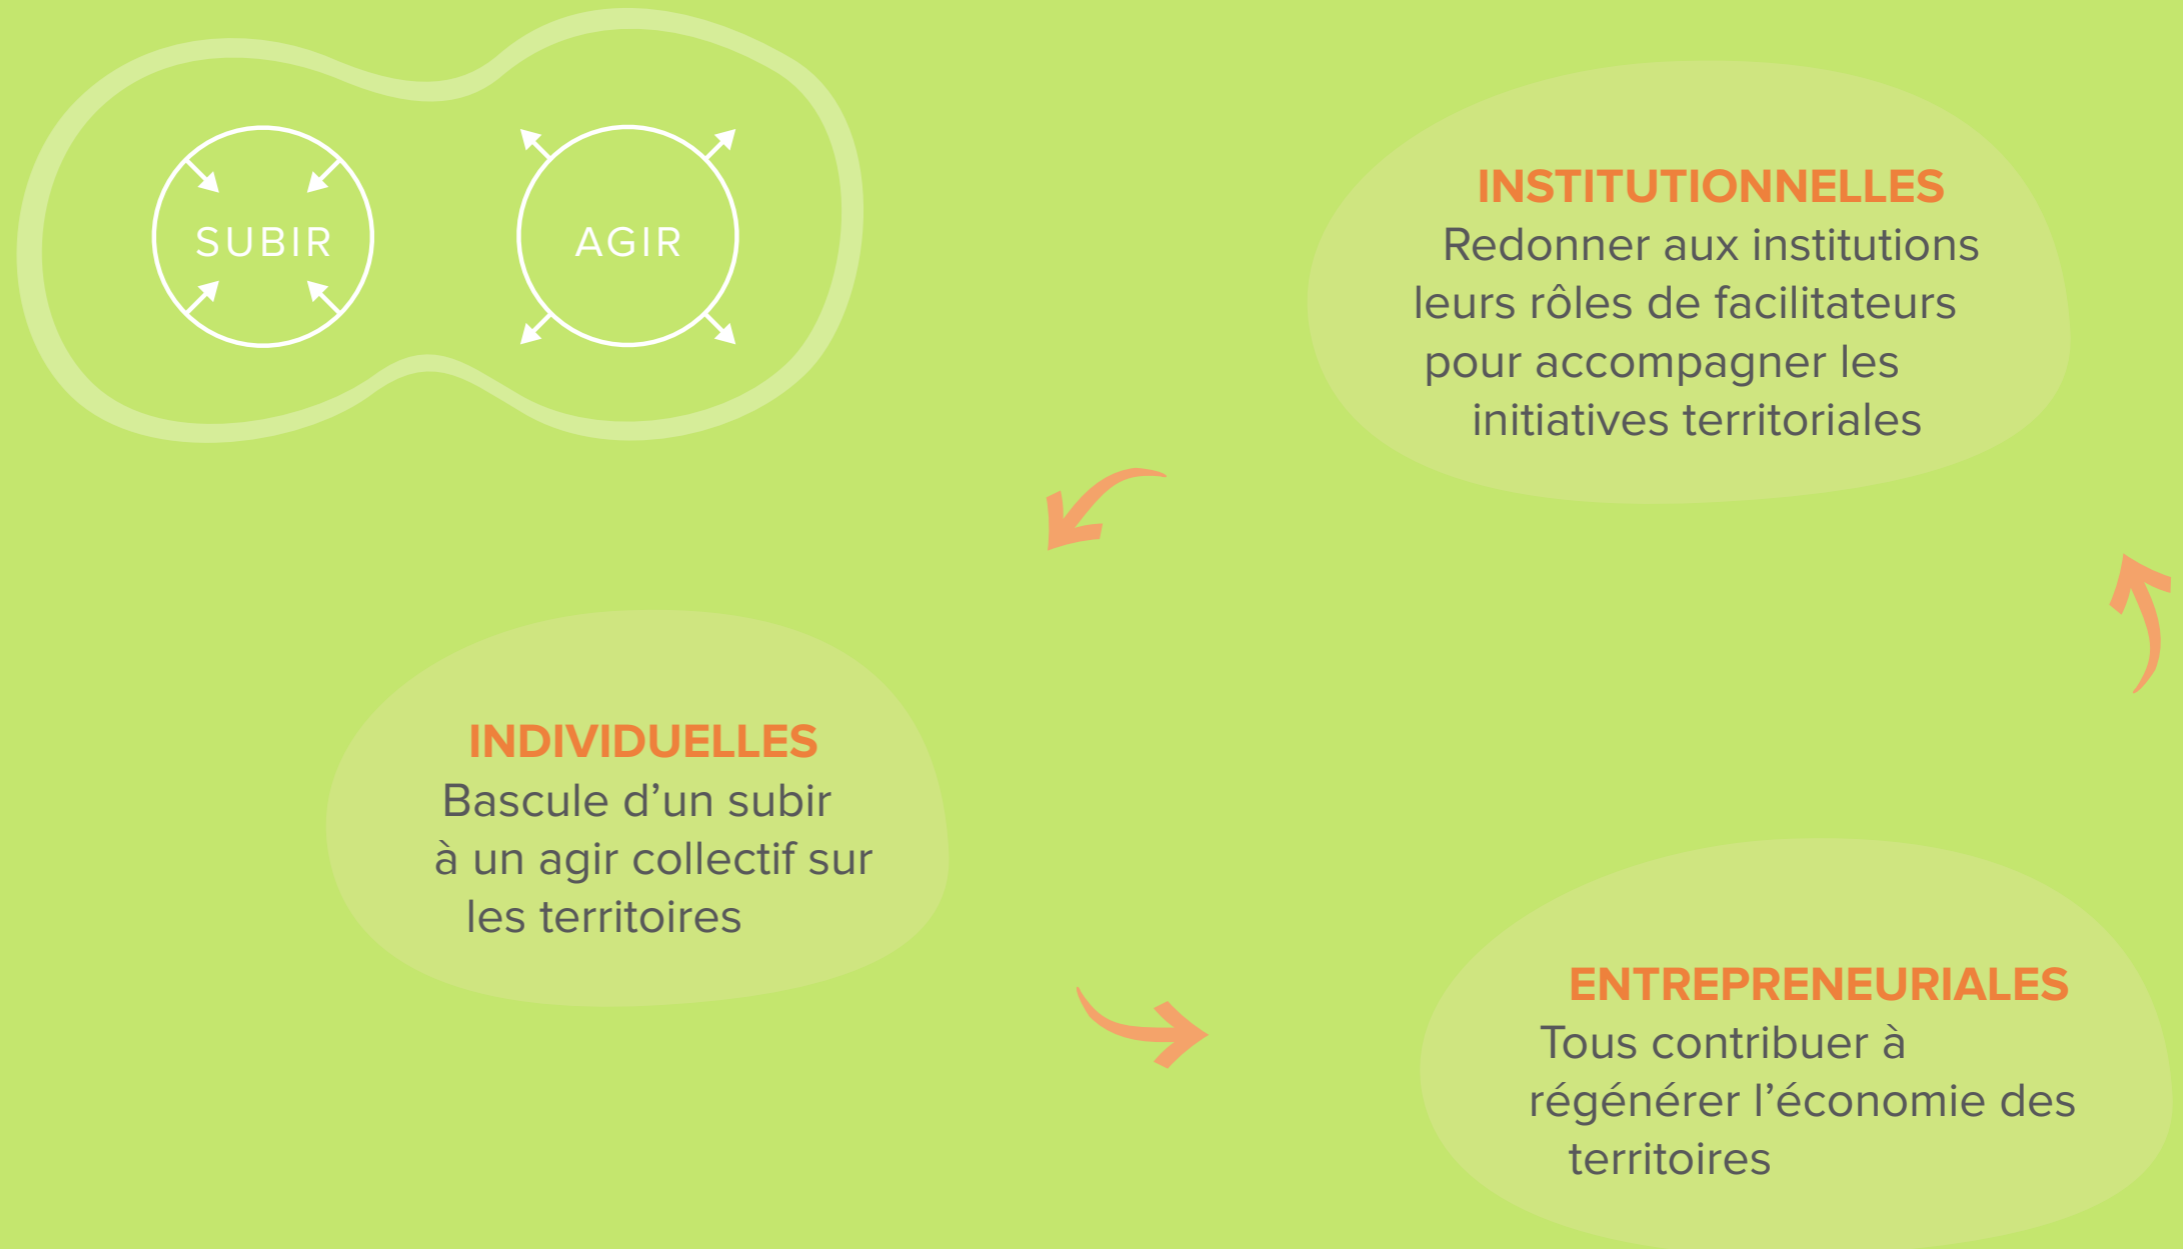 SUBIR
AGIR
INSTITUTIONNELLES
Redonner aux institutions
leurs rôles de facilitateurs
pour accompagner les
initiatives territoriales
INDIVIDUELLES
Bascule d’un subir
à un agir collectif sur
les territoires
ENTREPRENEURIALES
Tous contribuer à
régénérer l’économie des
territoires